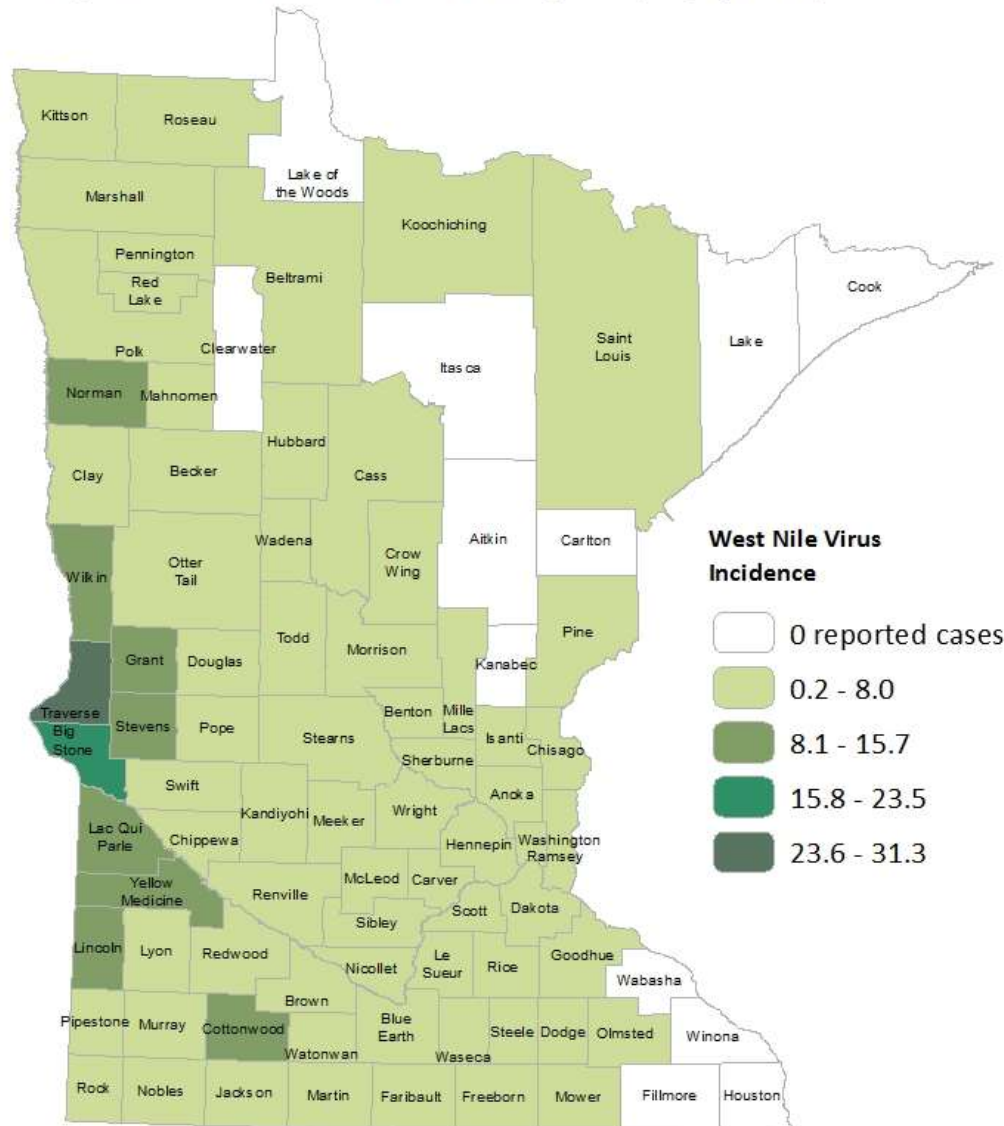 Kittson
Roseau
Lake of
the Woods
Marshall
Koochiching
Pennington
Red
Lake
Beltrami
Cook
Polk
Clearwater
Itasca
Saint
Louis
Lake
Norman
Mahnomen
Hubbard
Clay
Becker
Cass
Wadena
Aitkin
Carlton
Crow
Wing
Otter
Tail
Wilkin
West Nile Virus
Incidence
0 reported cases
0.2 - 8.0
8.1 - 15.7
15.8 - 23.5
23.6 - 31.3
Todd
Morrison
Pine
Grant
Douglas
Kanabec
Traverse
Big
Stone
Stevens
Pope
Stearns
Benton
Mille
Lacs
Isanti
Chisago
Sherburne
Swift
Anoka
Kandiyohi
Meeker
Wright
Lac Qui
Parle
Chippewa
Hennepin
Washington
Ramsey
Yellow
Medicine
Renville
McLeod
Carver
Scott
Dakota
Sibley
Lincoln
Lyon
Redwood
Nicollet
Le
Sueur
Rice
Goodhue
Wabasha
Brown
Pipestone
Murray
Cottonwood
Watonwan
Blue
Earth
Waseca
Steele
Dodge
Olmsted
Winona
Rock
Nobles
Jackson
Martin
Faribault
Freeborn
Mower
Fillmore
Houston